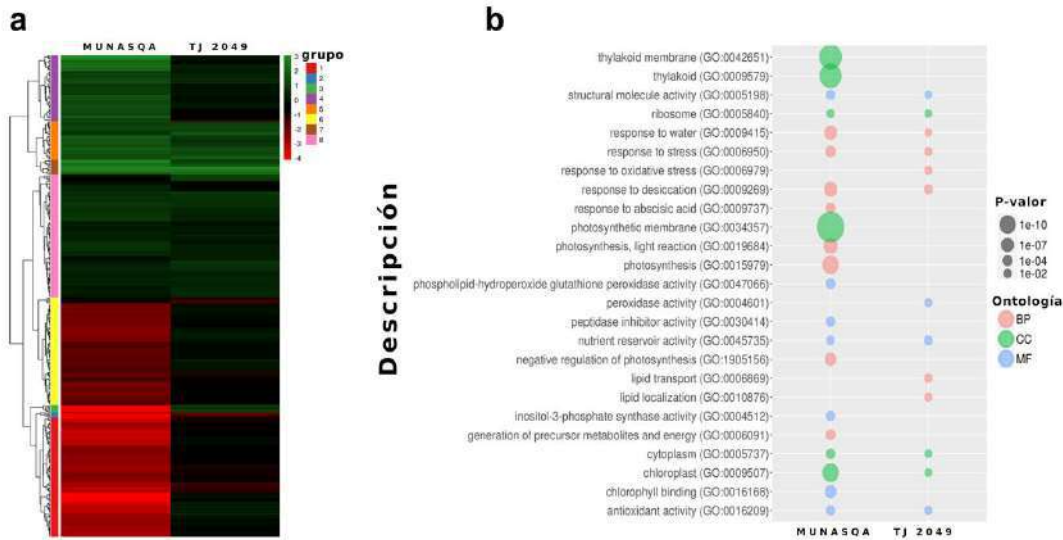 a
MUNASQA TJ 2049
grupo
3
2
1
0
-1
-2
-3
-4
1
2
3
4
5
6
7
8
b
Descripción
thylakoid membrane (GO:0042651)
thylakoid (GO:0009579)
structural molecule activity (GO:0005198)
ribosome (GO:0005840)
response to water (GO:0009415)
response to stress (GO:0006950)
response to oxidative stress (GO:0006979)
response to desiccation (GO:0009269)
response to abscisic acid (GO:0009737)
photosynthetic membrane (GO:0034357)
photosynthesis, light reaction (GO:0019684)
photosynthesis (GO:0015979)
phospholipid-hydroperoxide glutathione peroxidase activity (GO:0047066)
peroxidase activity (GO:0004601)
peptidase inhibitor activity (GO:0030414)
nutrient reservoir activity (GO:0045735)
negative regulation of photosynthesis (GO:1905156)
lipid transport (GO:0006869)
lipid localization (GO:0010876)
inositol-3-phosphate synthase activity (GO:0004512)
generation of precursor metabolites and energy (GO:0006091)
cytoplasm (GO:0005737)
chloroplast (GO:0009507)
chlorophyll binding (GO:0016168)
antioxidant activity (GO:0016209)
MUNASQA TJ 2049
P-valor
1e-10
1e-07
1e-04
1e-02
Ontología
BP
CC
MF